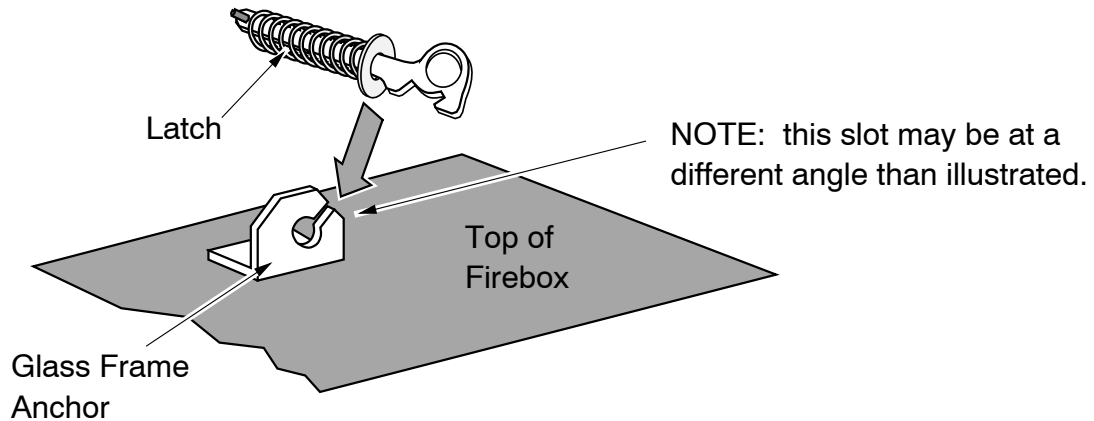 Latch
NOTE:  this slot may be at a
different angle than illustrated.
Top of
Firebox
Glass Frame
Anchor